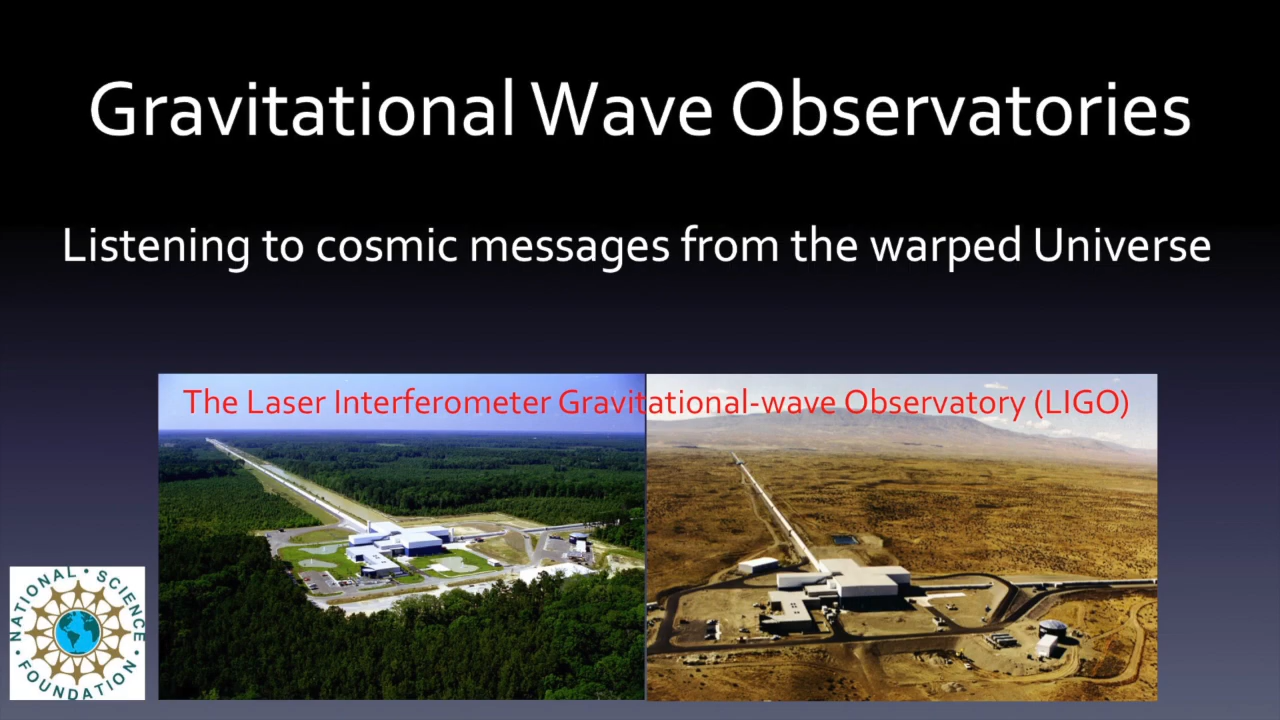 Gravitational Wave Observatories
Listening to cosmic messages from the warped Universe
The Laser Interferometer Gravitational-wave Observatory (LIGO)
NATIONAL • SCIENCE • FOUNDATION •